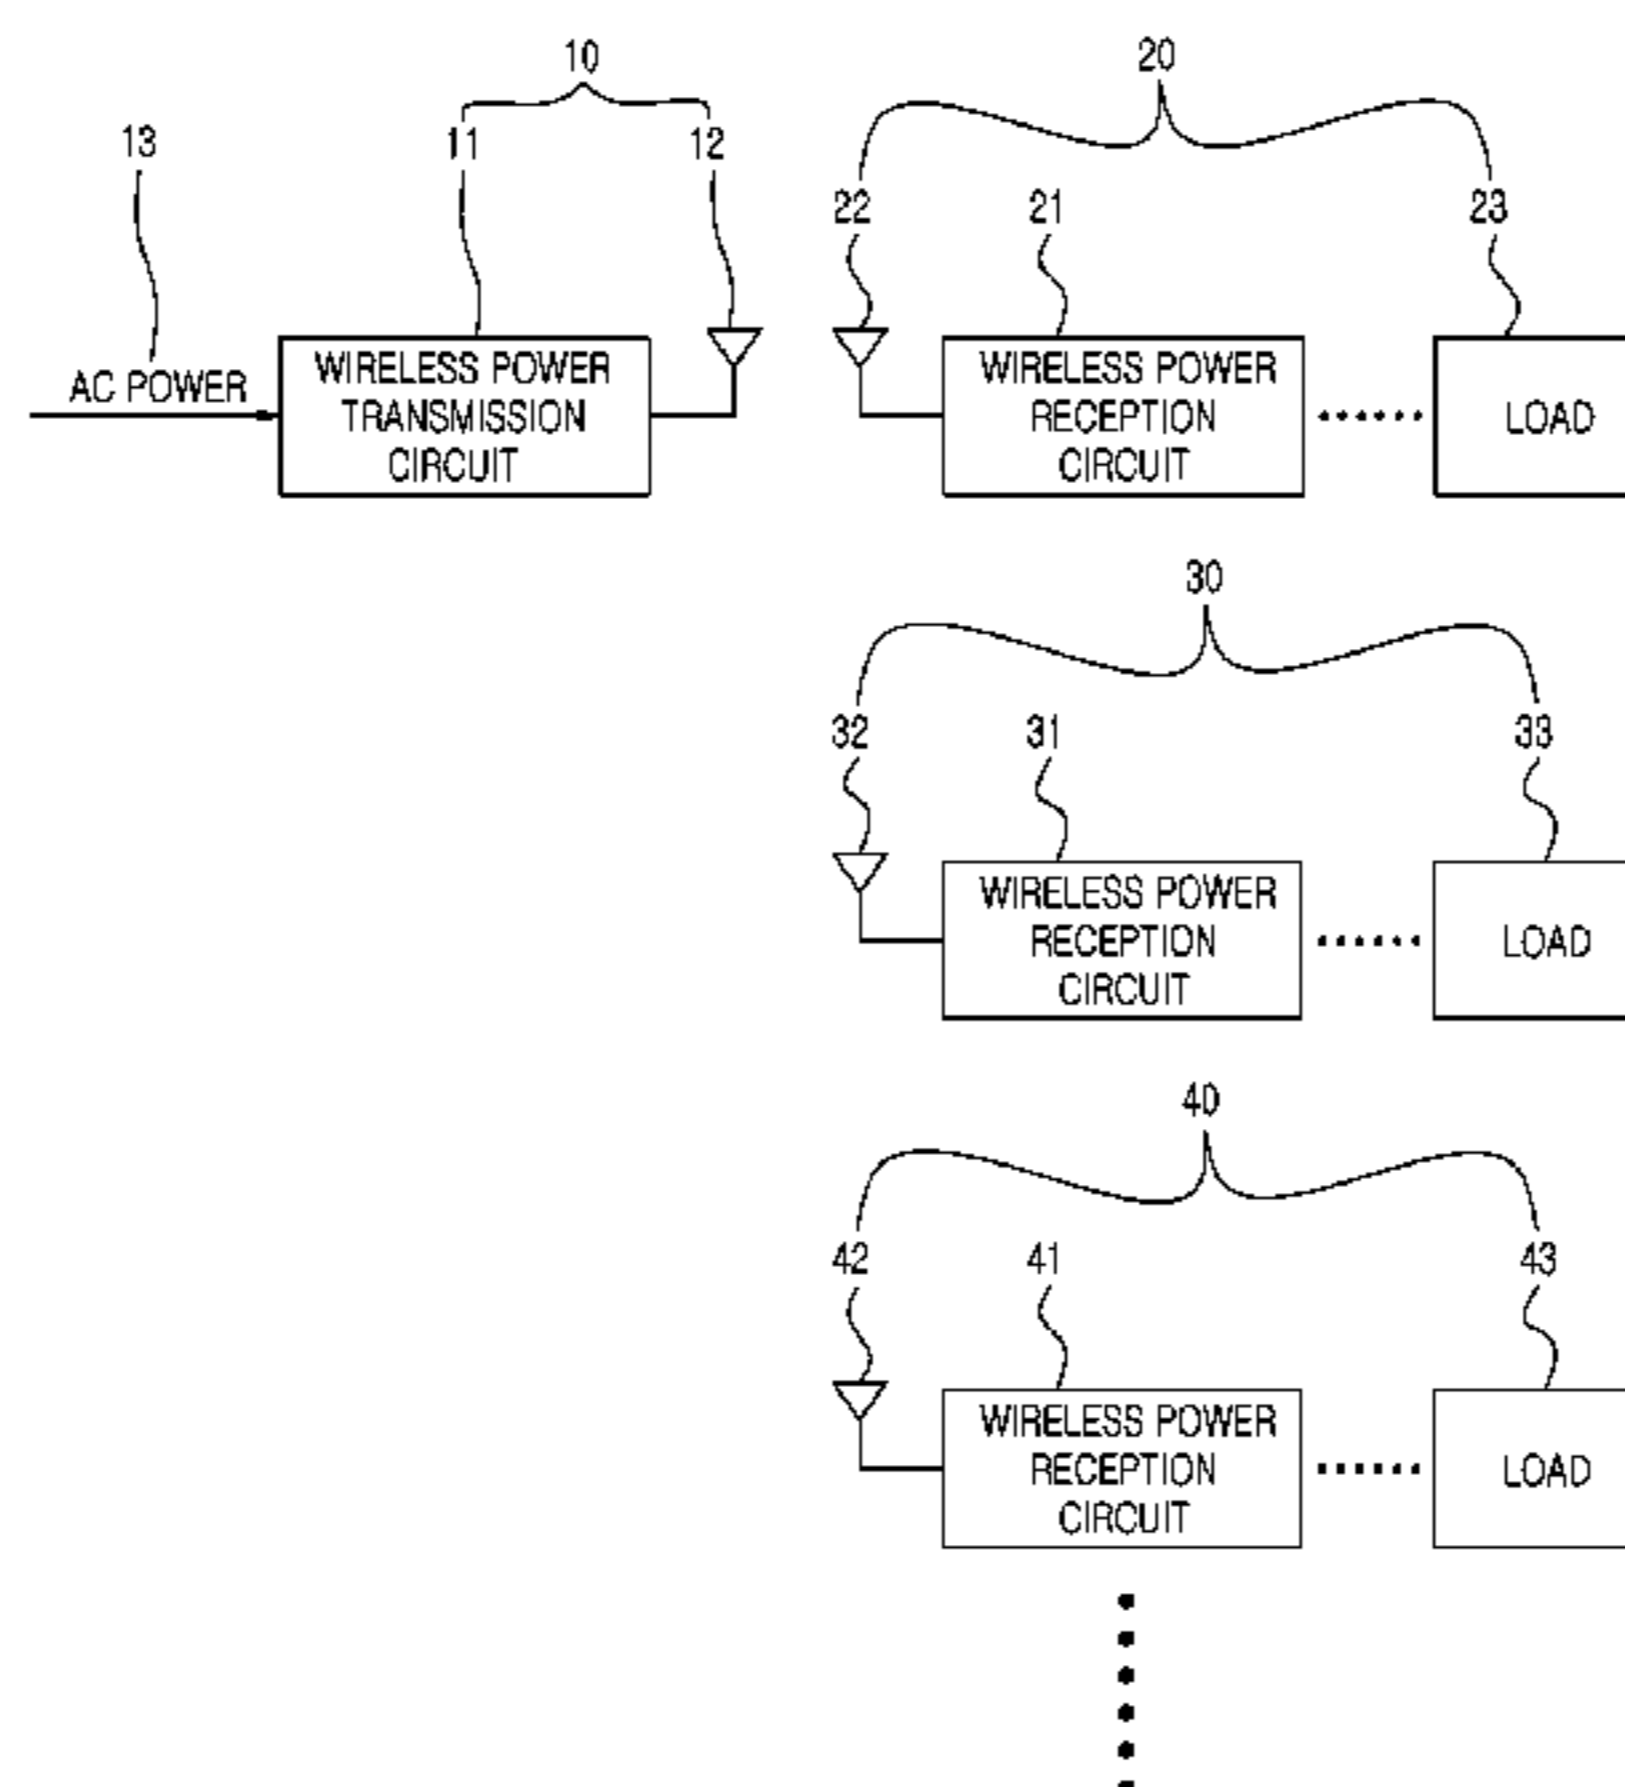 10
20
13
11
12
22
21
23
AC POWER
WIRELESS POWER
TRANSMISSION
CIRCUIT
WIRELESS POWER
RECEPTION
CIRCUIT
LOAD
30
32
31
33
WIRELESS POWER
RECEPTION
CIRCUIT
LOAD
40
42
41
43
WIRELESS POWER
RECEPTION
CIRCUIT
LOAD